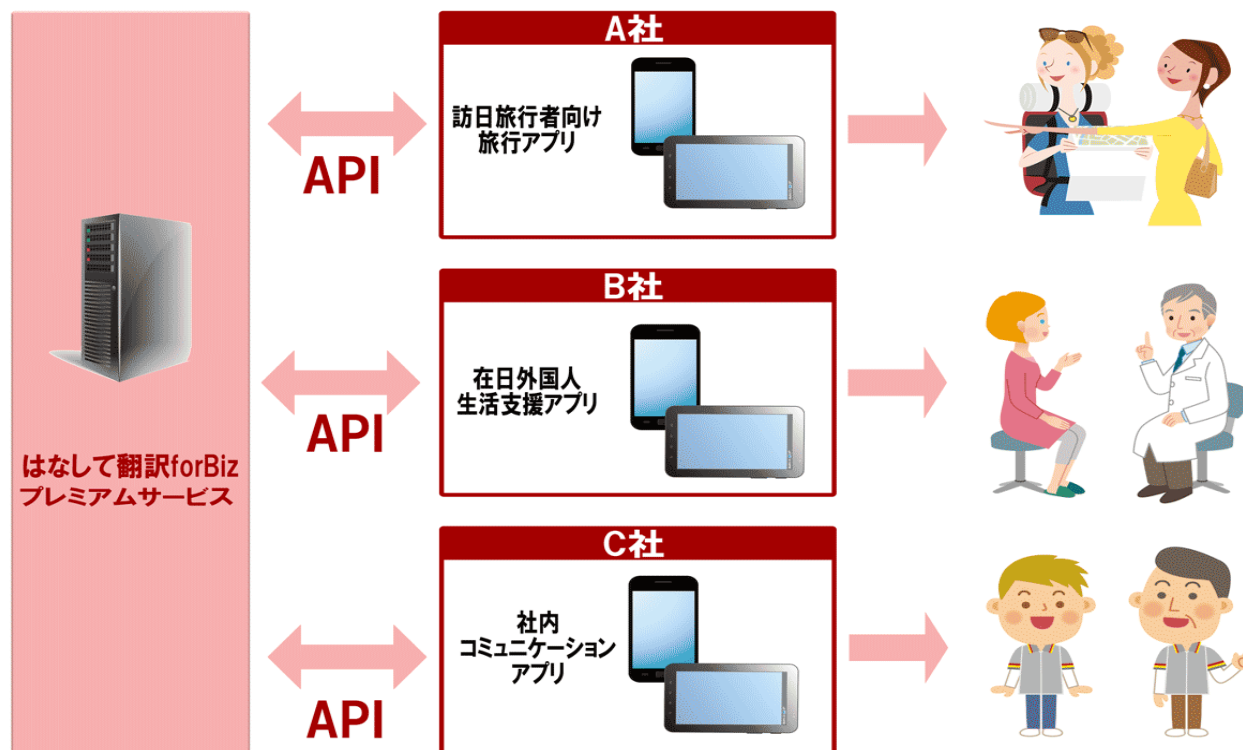 はなして翻訳forBiz
プレミアムサービス
API
A社
訪日旅行者向け
旅行アプリ
API
B社
在日外国人
生活支援アプリ
API
C社
社内
コミュニケーション
アプリ